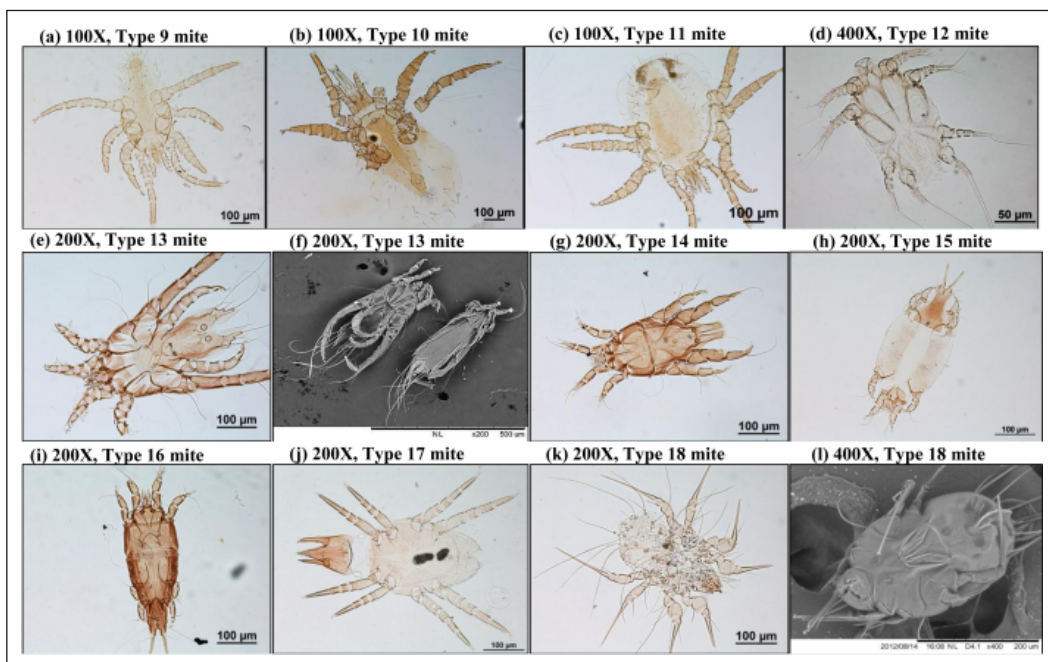 (a) 100X, Type 9 mite
(b) 100X, Type 10 mite
(c) 100X, Type 11 mite
(d) 400X, Type 12 mite
100 µm
100 µm
100 µm
50 µm
(e) 200X, Type 13 mite
(f) 200X, Type 13 mite
(g) 200X, Type 14 mite
(h) 200X, Type 15 mite
100 µm
NL x200 500 um
100 µm
100 µm
(i) 200X, Type 16 mite
(j) 200X, Type 17 mite
(k) 200X, Type 18 mite
(l) 400X, Type 18 mite
100 µm
100 µm
100 µm
2012/08/14 16:08 NL D4.1 x400 200 um